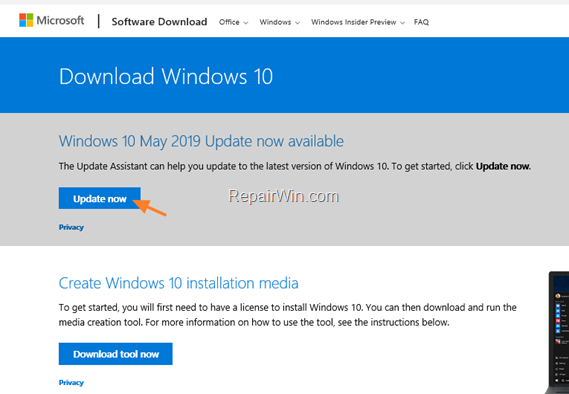 Microsoft | Software Download Office Windows Windows Insider Preview FAQ
Download Windows 10
Windows 10 May 2019 Update now available
The Update Assistant can help you update to the latest version of Windows 10. To get started, click Update now.
Update now
RepairWin.com
Privacy
Create Windows 10 installation media
To get started, you will first need to have a license to install Windows 10. You can then download and run the
media creation tool. For more information on how to use the tool, see the instructions below.
Download tool now
Privacy